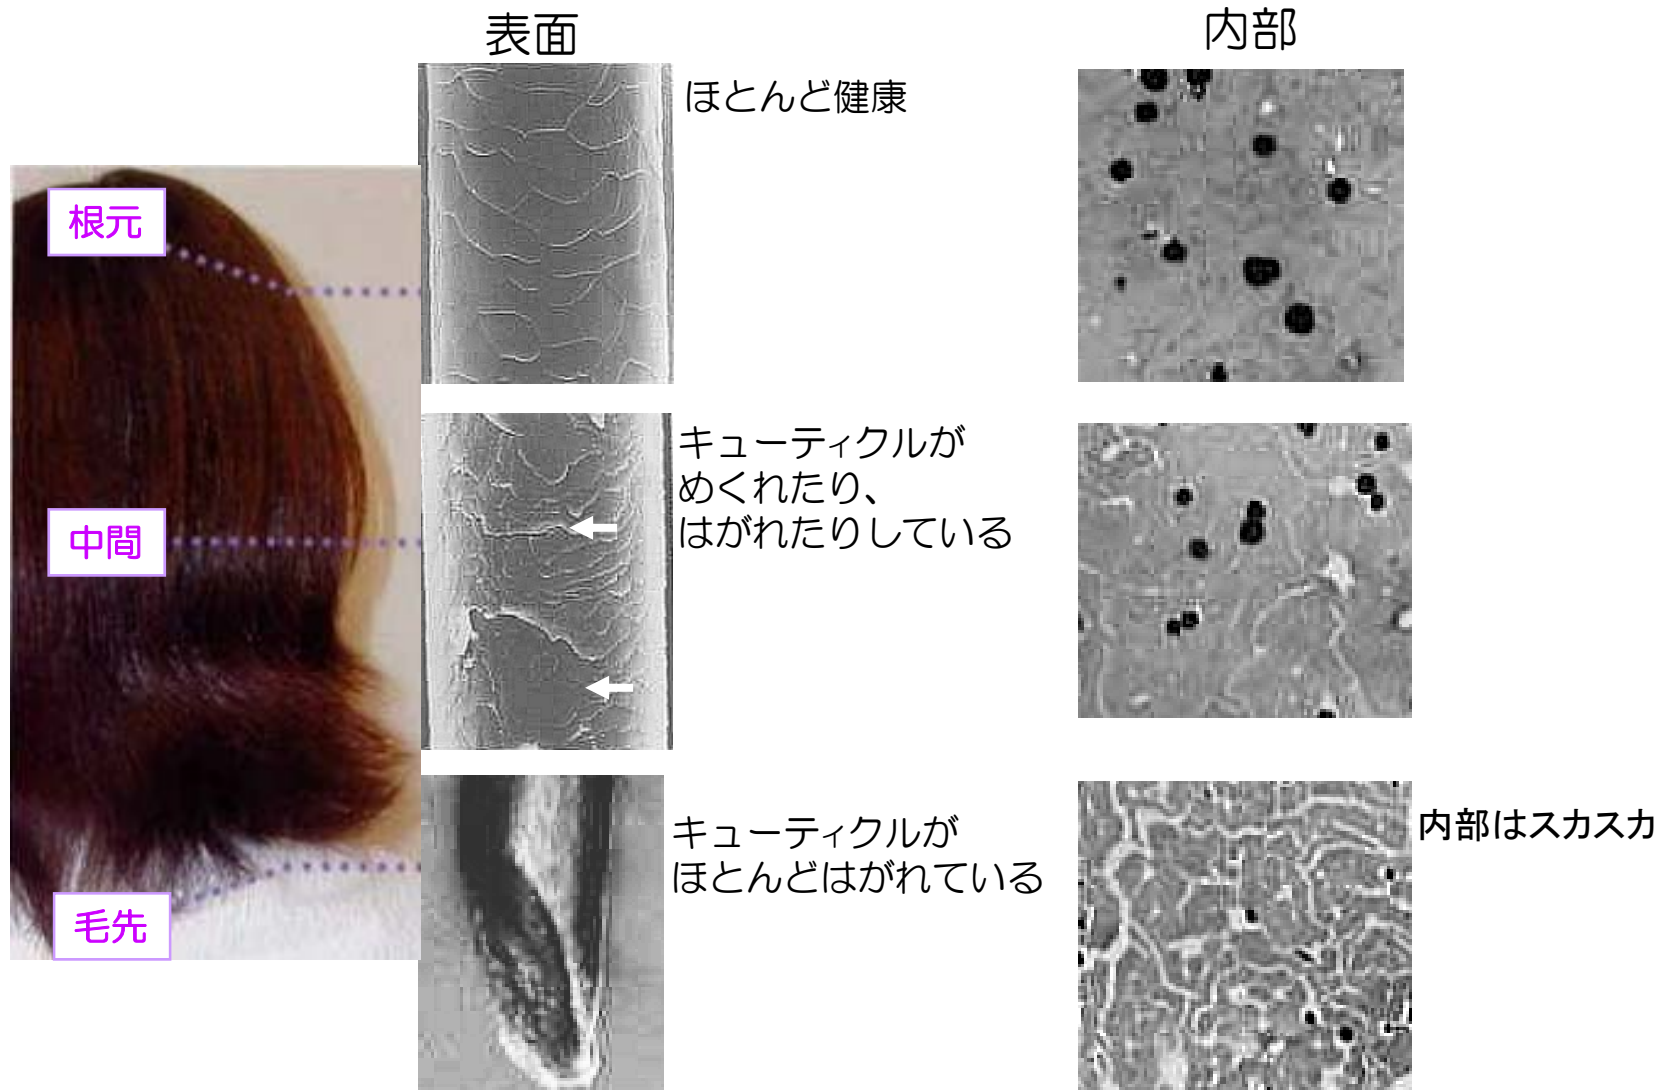 表面
内部
根元
ほとんど健康
中間
キューティクルが
めくれたり、
はがれたりしている
毛先
キューティクルが
ほとんどはがれている
内部はスカスカ